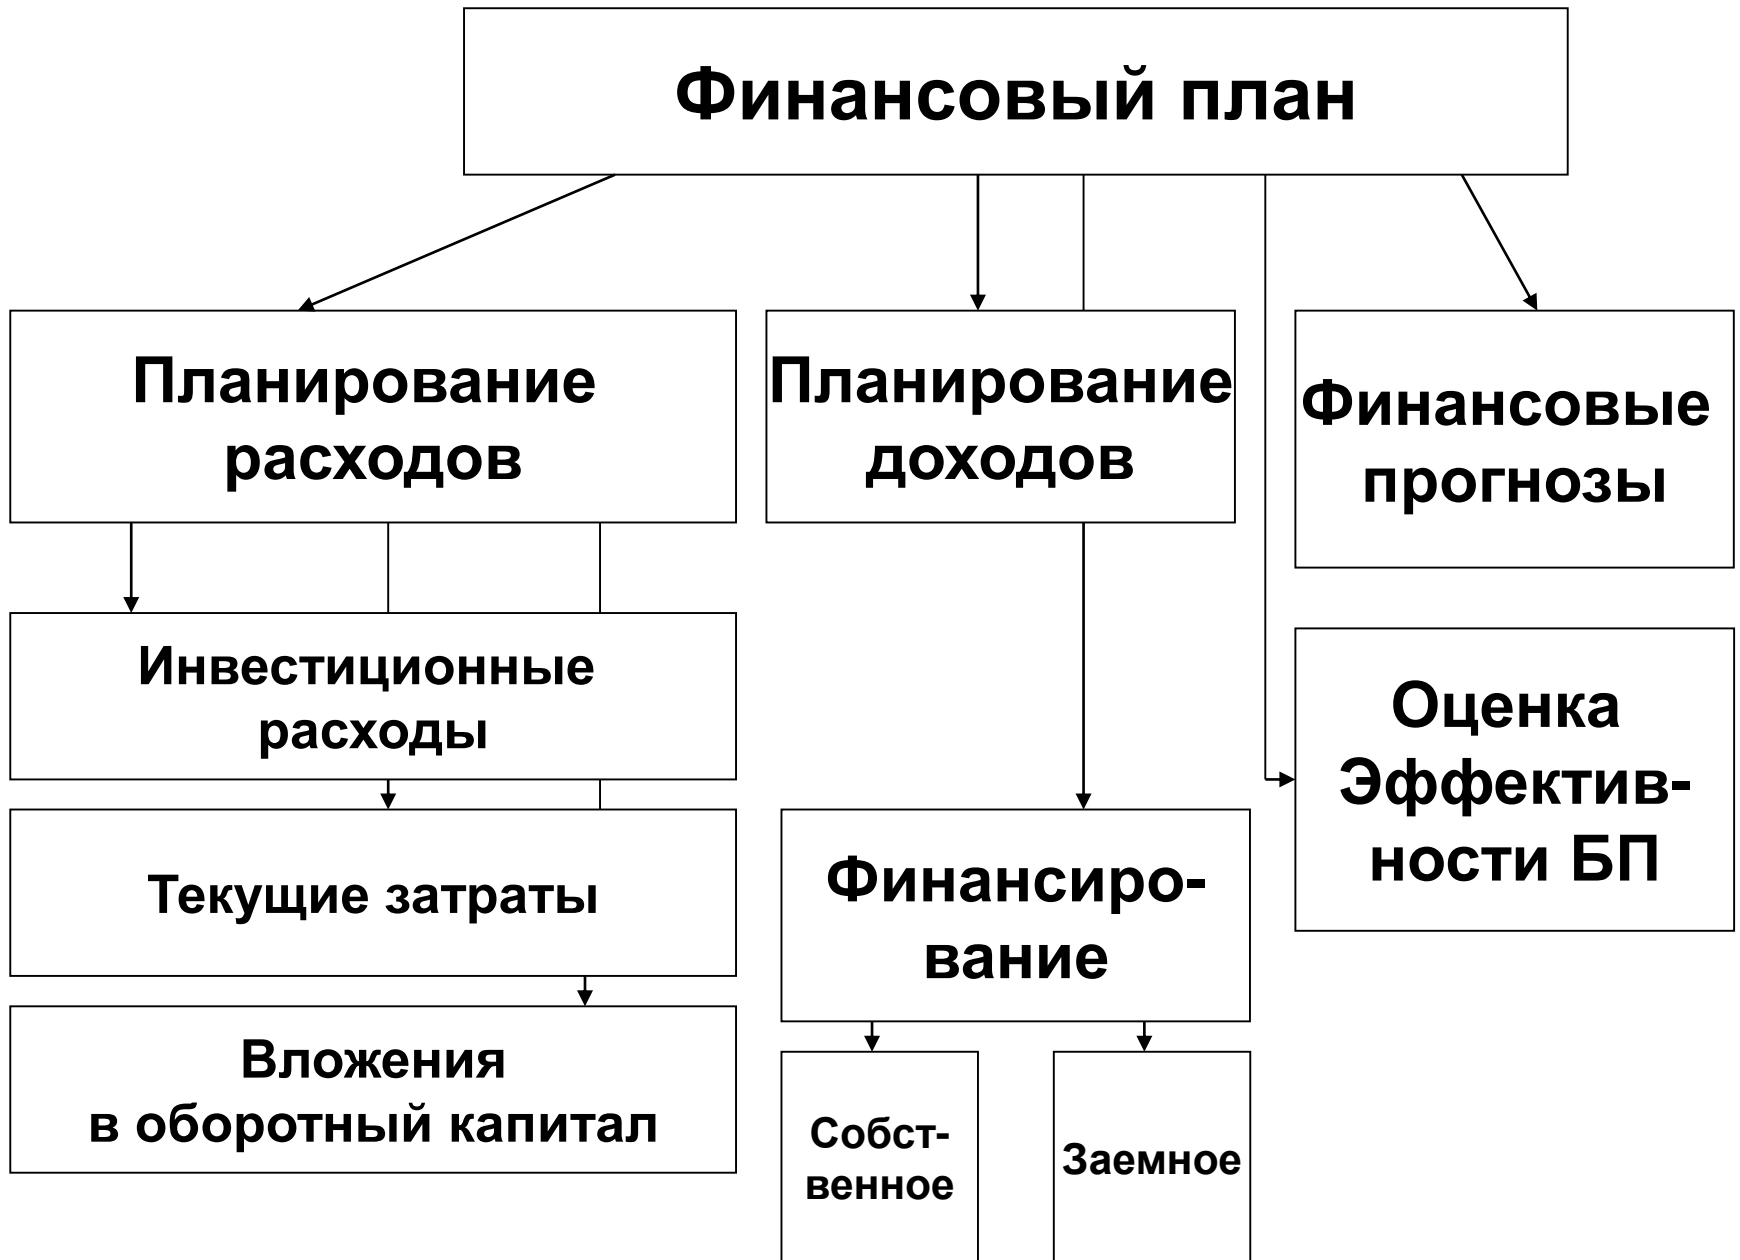 Финансовый план
Планирование
расходов
Планирование
доходов
Финансовые
прогнозы
Инвестиционные
расходы
Оценка
Эффектив-
ности БП
Текущие затраты
Финансиро-
вание
Вложения
в оборотный капитал
Собст-
венное
Заемное